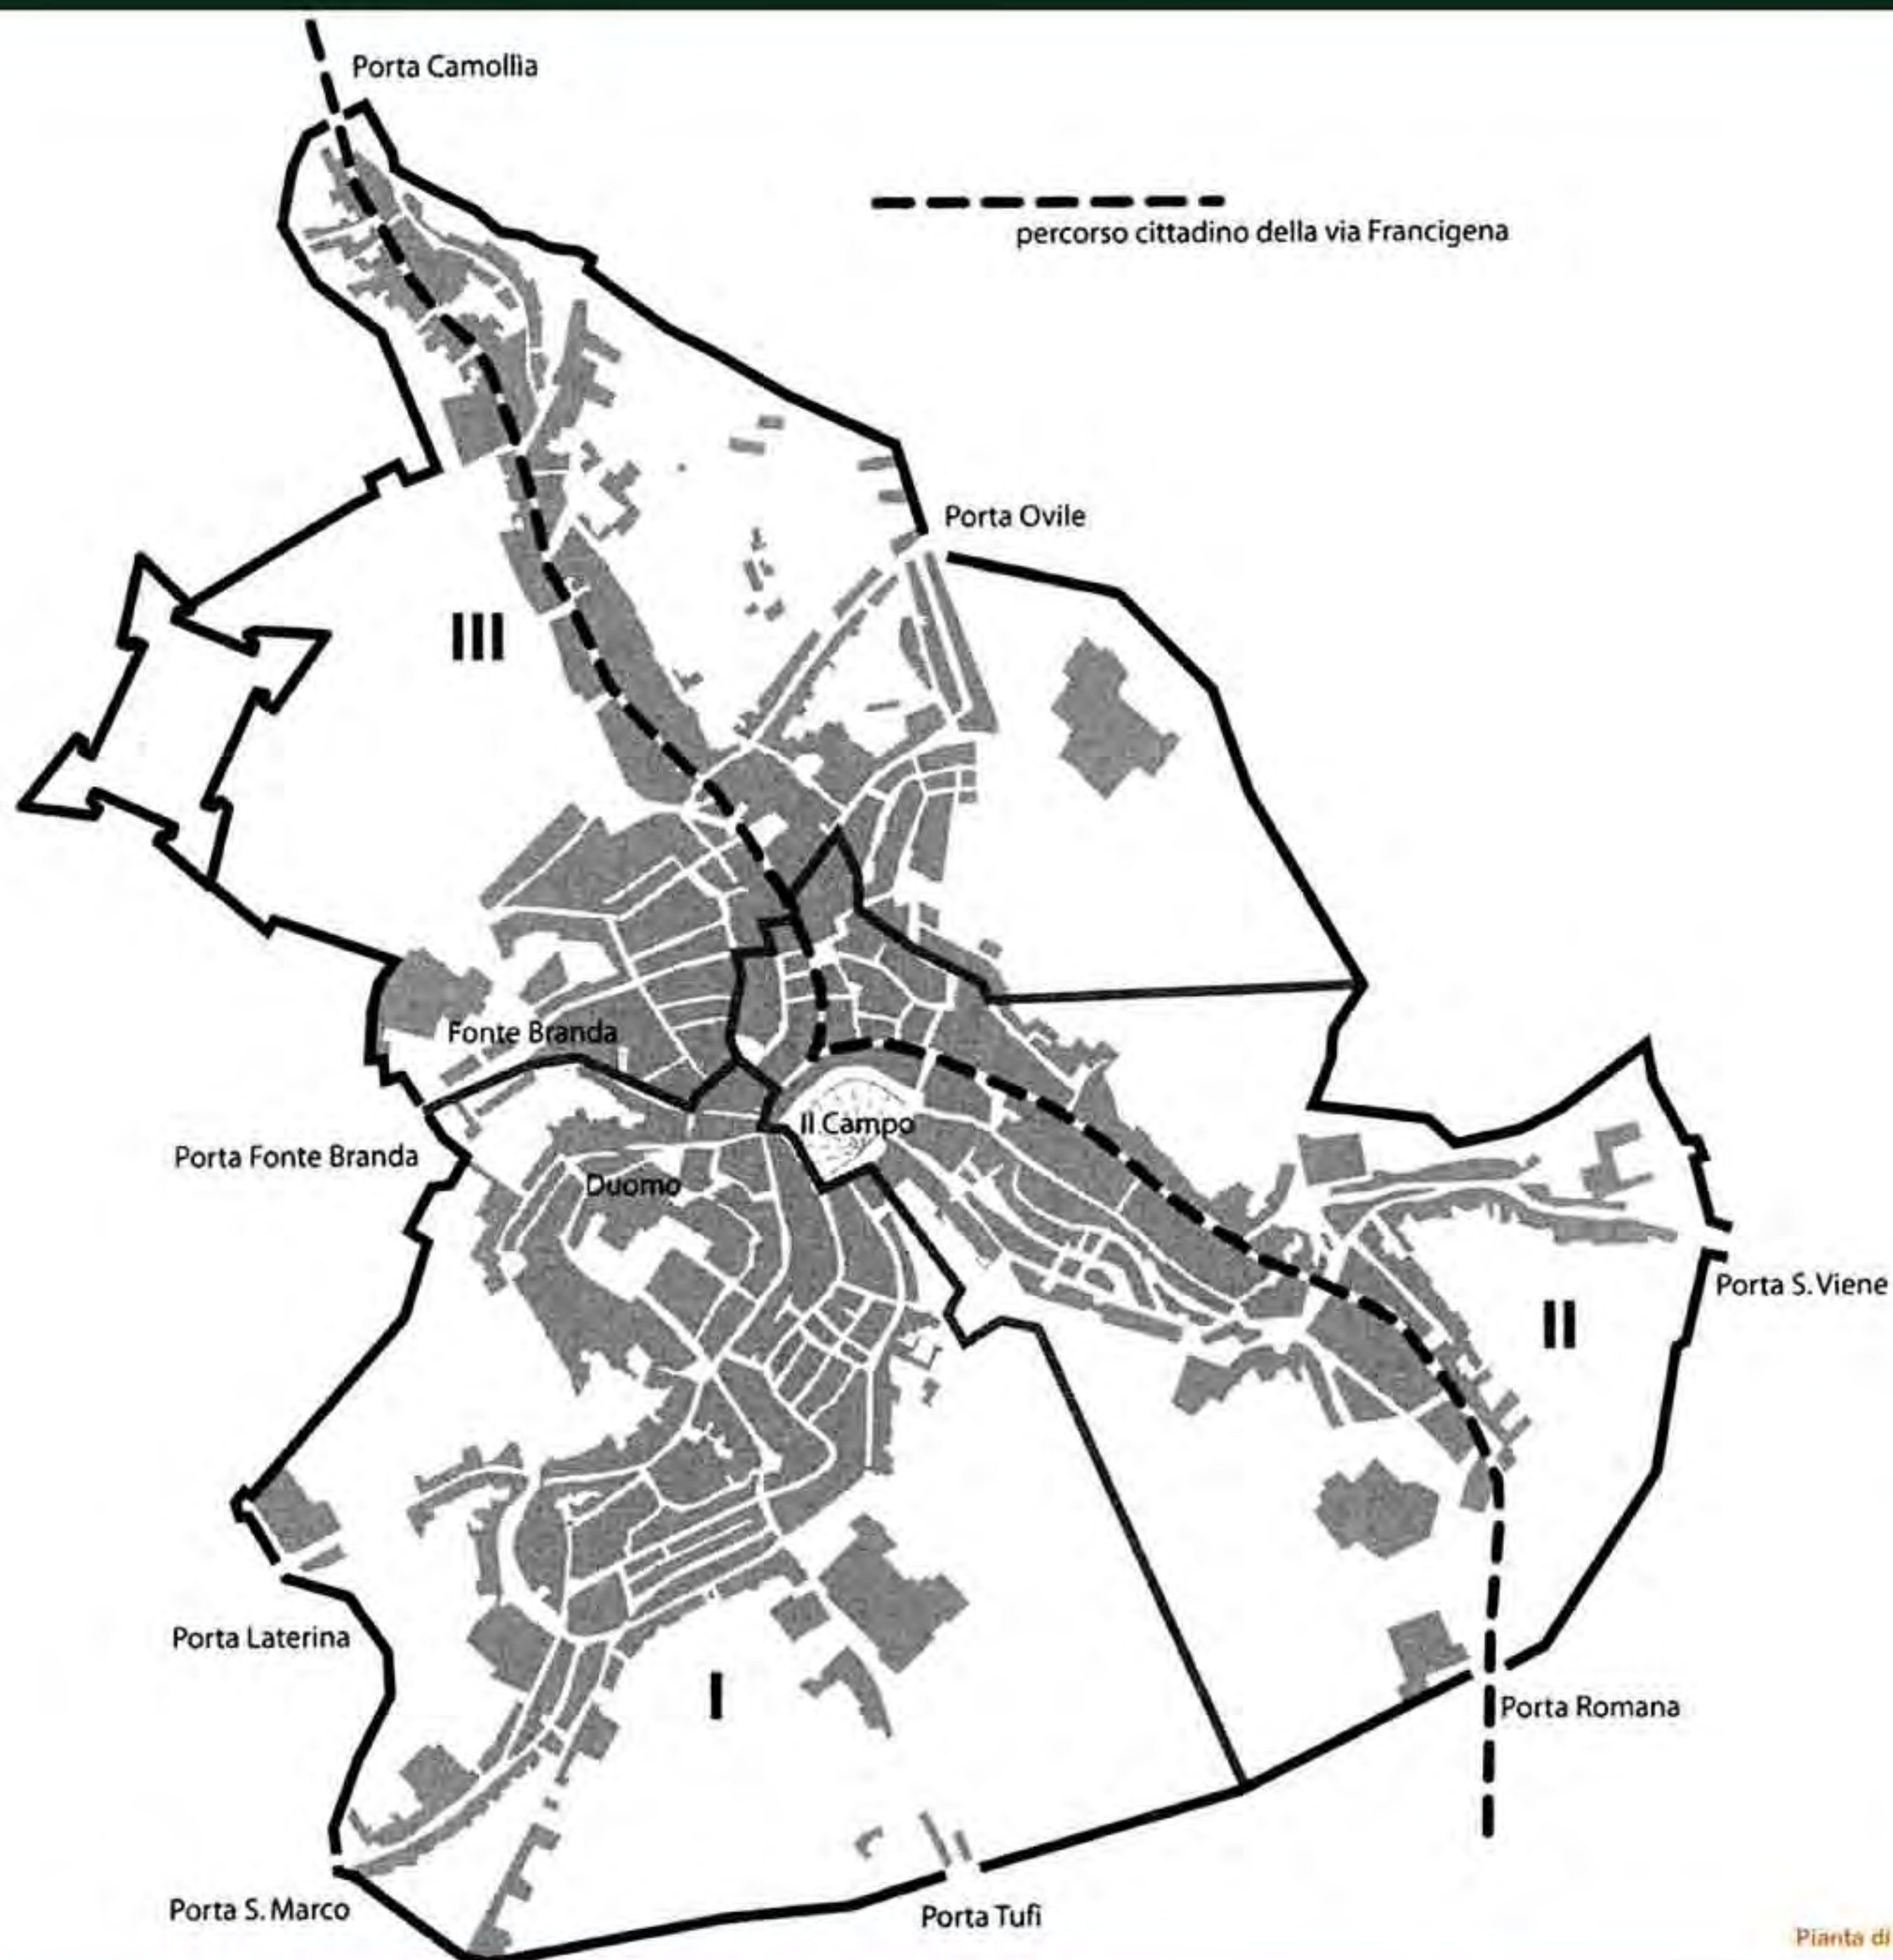 Porta Camollia
percorso cittadino della via Francigena
Porta Ovile
III
Fonte Branda
Il Campo
Porta Fonte Branda
Duomo
Porta S. Viene
II
Porta Laterina
I
Porta Romana
Porta S. Marco
Porta Tufi
Pianta di